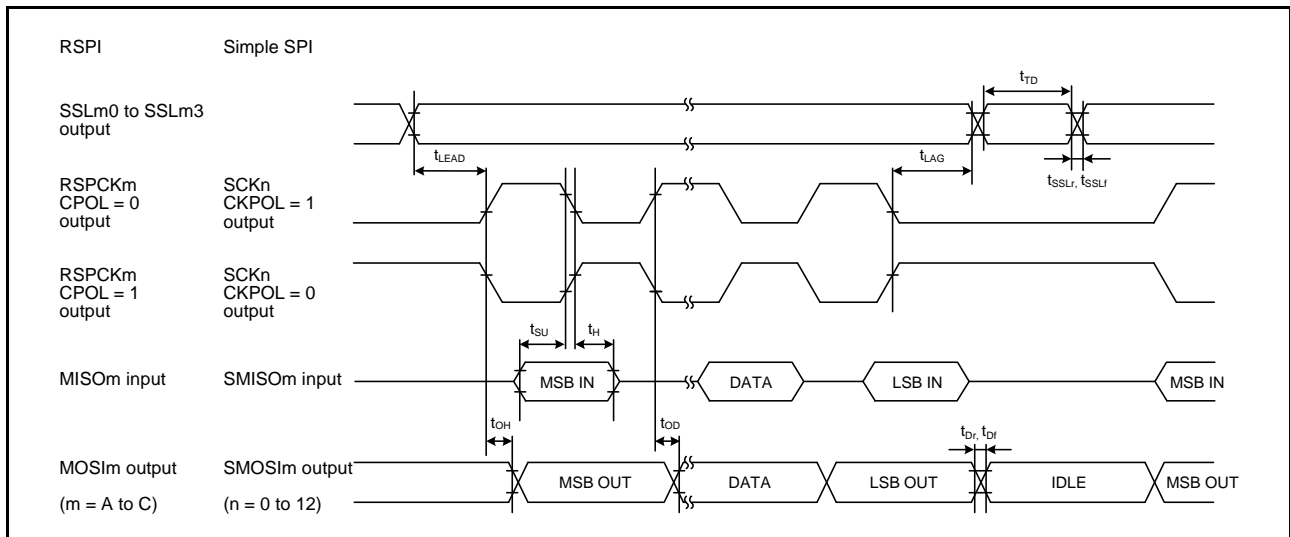 RSPI Simple SPI
tTD
SSLm0 to SSLm3
output
tLEAD tLAG
tSSLr, tSSLf
RSPCKm SCKn
CPOL = 0 CKPOL = 1
output output
RSPCKm SCKn
CPOL = 1 CKPOL = 0
output output
tSU tH
MISOm input SMISOm input MSB IN DATA LSB IN MSB IN
tOH tOD tDr, tDf
MOSIm output SMOSIm output MSB OUT DATA LSB OUT IDLE MSB OUT
(m = A to C) (n = 0 to 12)